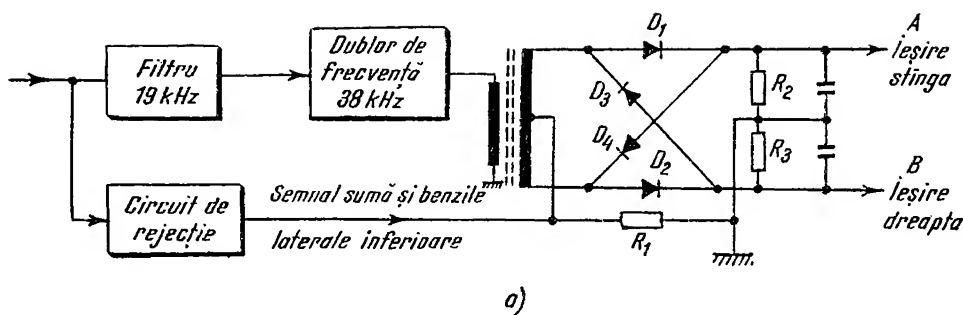 Filtru
19 kHz
Dublor de
frecvență
38 kHz
D1
D3
D4
D2
R2
R3
A
Ieșire
stînga
B
Ieșire
dreapta
Circuit de
rejecție
Semnal sumă și benzile
laterale inferioare
R1
a)